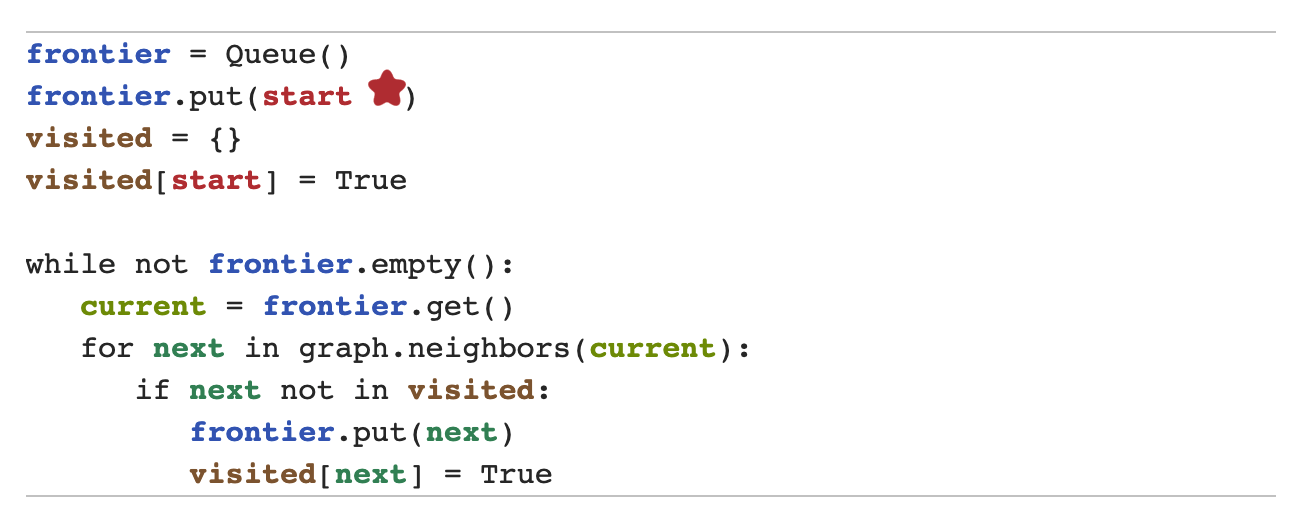 frontier = Queue()
frontier.put(start )
visited = {}
visited[start] = True
while not frontier.empty():
   current = frontier.get()
   for next in graph.neighbors(current):
      if next not in visited:
         frontier.put(next)
         visited[next] = True